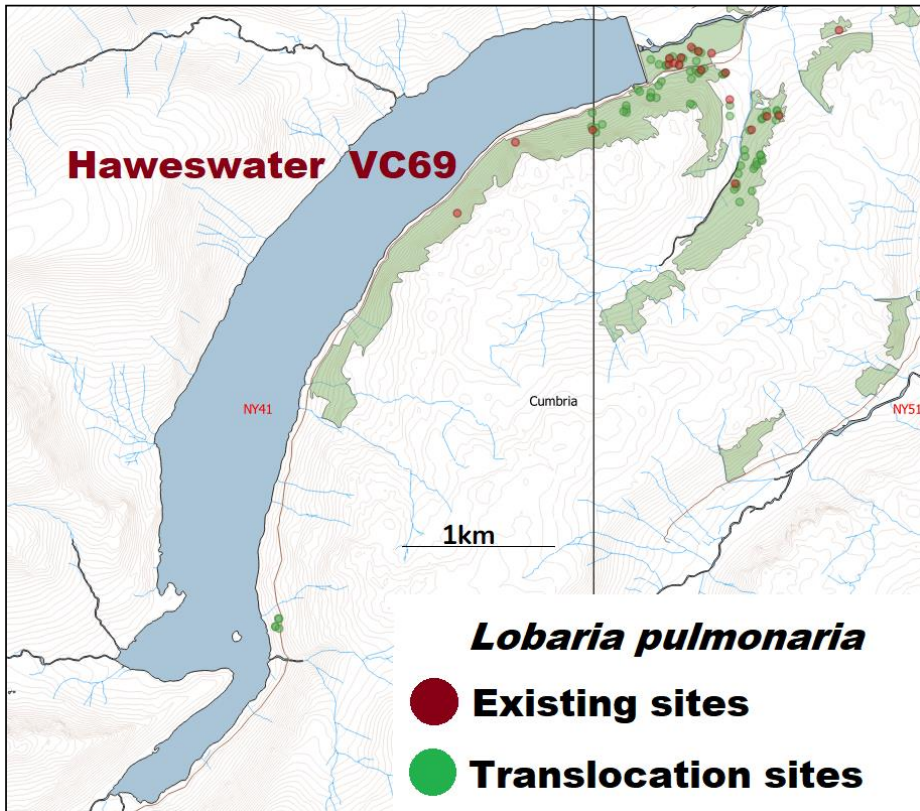 Haweswater VC69
NY41
Cumbria
NY51
1km
Lobaria pulmonaria
Existing sites
Translocation sites